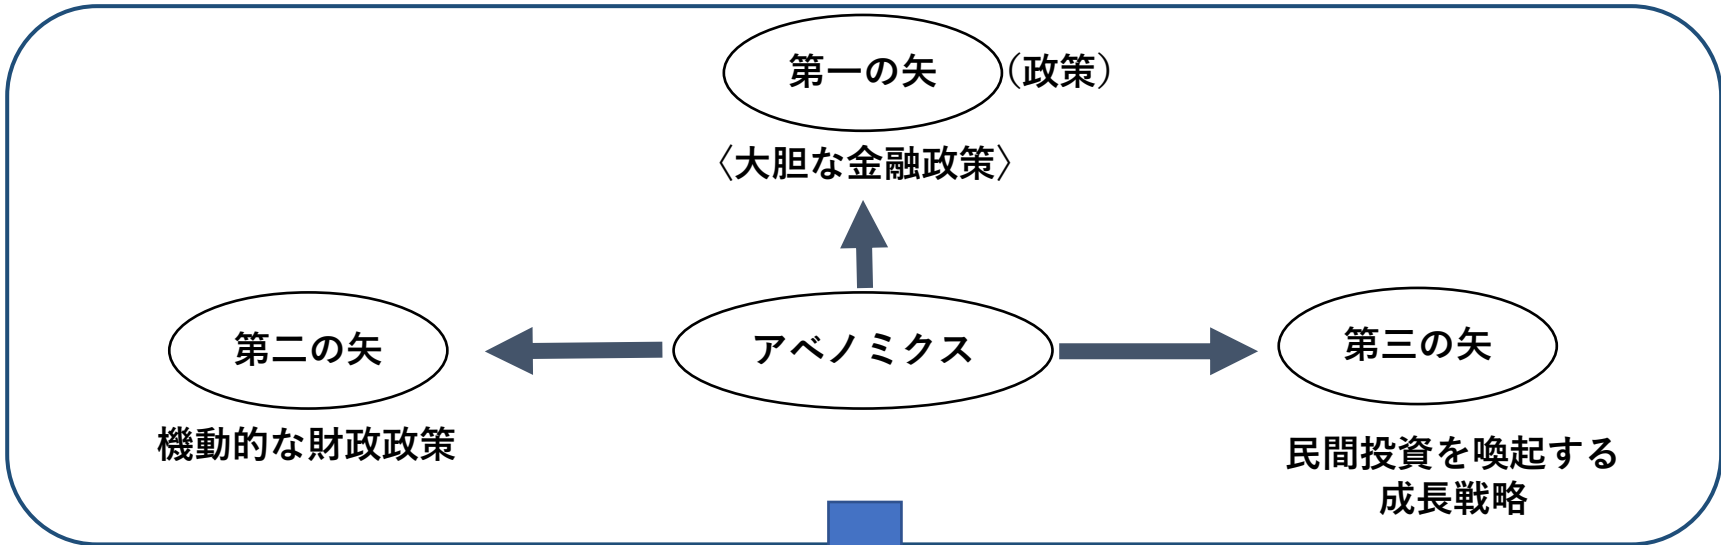 第一の矢（政策）
〈大胆な金融政策〉
第二の矢
アベノミクス
第三の矢
機動的な財政政策
民間投資を喚起する
成長戦略